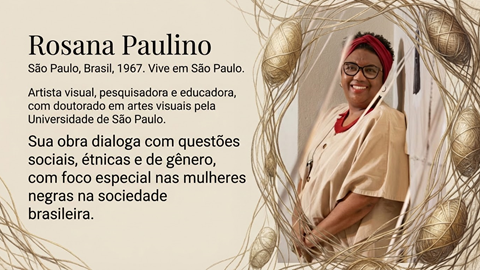 Rosana Paulino
São Paulo, Brasil, 1967. Vive em São Paulo.
Artista visual, pesquisadora e educadora,
com doutorado em artes visuais pela
Universidade de São Paulo.
Sua obra dialoga com questões
sociais, étnicas e de gênero,
com foco especial nas mulheres
negras na sociedade
brasileira.